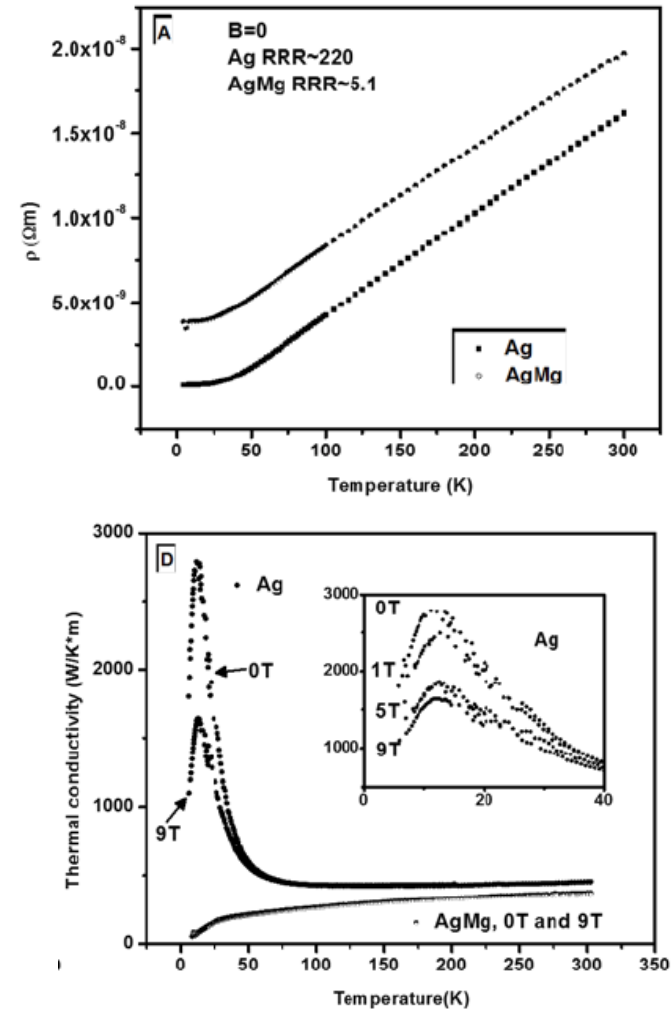 A
B=0
Ag RRR~220
AgMg RRR~5.1
2.0x10⁻⁸
1.5x10⁻⁸
1.0x10⁻⁸
5.0x10⁻⁹
0.0
ρ (Ωm)
Ag
AgMg
0 50 100 150 200 250 300
Temperature (K)
D
3000
2000
1000
0
Thermal conductivity (W/K*m)
Ag
0T
9T
3000
2000
1000
0T
1T
5T
9T
Ag
0 20 40
AgMg, 0T and 9T
0 50 100 150 200 250 300 350
Temperature(K)